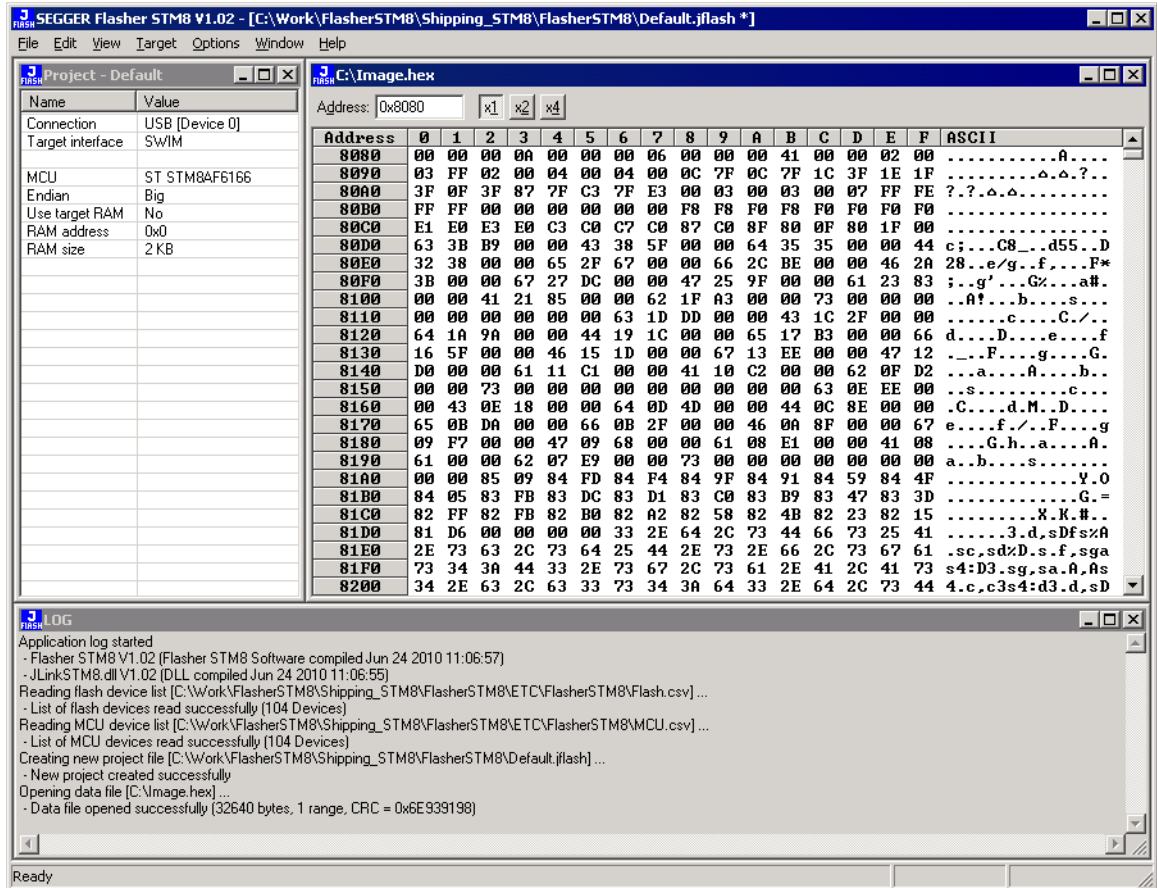 SEGGER Flasher STM8 V1.02 - [C:\Work\FlasherSTM8\Shipping_STM8\FlasherSTM8\Default.jflash *]
File Edit View Target Options Window Help
Project - Default
Name Value
Connection USB [Device 0]
Target interface SWIM
MCU ST STM8AF6166
Endian Big
Use target RAM No
RAM address 0x0
RAM size 2 KB
C:\Image.hex
Address: 0x8080 x1 x2 x4
Address 0 1 2 3 4 5 6 7 8 9 A B C D E F ASCII
8080 00 00 00 0A 00 00 00 06 00 00 00 41 00 00 02 00 ...........A....
8090 03 FF 02 00 04 00 04 00 0C 7F 0C 7F 1C 3F 1E 1F .........⌂.⌂.?..
80A0 3F 0F 3F 87 7F C3 7F E3 00 03 00 03 00 07 FF FE ?.?.⌂.⌂.........
80B0 FF FF 00 00 00 00 00 00 F8 F8 F0 F8 F0 F0 F0 F0 ................
80C0 E1 E0 E3 E0 C3 C0 C7 C0 87 C0 8F 80 0F 80 1F 00 ................
80D0 63 3B B9 00 00 43 38 5F 00 00 64 35 35 00 00 44 c;...C8_..d55..D
80E0 32 38 00 00 65 2F 67 00 00 66 2C BE 00 00 46 2A 28..e/g..f,...F*
80F0 3B 00 00 67 27 DC 00 00 47 25 9F 00 00 61 23 83 ;..g'...G%...a#.
8100 00 00 41 21 85 00 00 62 1F A3 00 00 73 00 00 00 ..A!...b....s...
8110 00 00 00 00 00 00 63 1D DD 00 00 43 1C 2F 00 00 ......c....C./..
8120 64 1A 9A 00 00 44 19 1C 00 00 65 17 B3 00 00 66 d....D....e....f
8130 16 5F 00 00 46 15 1D 00 00 67 13 EE 00 00 47 12 ._..F....g....G.
8140 D0 00 00 61 11 C1 00 00 41 10 C2 00 00 62 0F D2 ...a....A....b..
8150 00 00 73 00 00 00 00 00 00 00 00 00 63 0E EE 00 ..s.........c...
8160 00 43 0E 18 00 00 64 0D 4D 00 00 44 0C 8E 00 00 .C....d.M..D....
8170 65 0B DA 00 00 66 0B 2F 00 00 46 0A 8F 00 00 67 e....f./..F....g
8180 09 F7 00 00 47 09 68 00 00 61 08 E1 00 00 41 08 ....G.h..a....A.
8190 61 00 00 62 07 E9 00 00 73 00 00 00 00 00 00 00 a..b....s.......
81A0 00 00 85 09 84 FD 84 F4 84 9F 84 91 84 59 84 4F .............Y.O
81B0 84 05 83 FB 83 DC 83 D1 83 C0 83 B9 83 47 83 3D .............G.=
81C0 82 FF 82 FB 82 B0 82 A2 82 58 82 4B 82 23 82 15 .........X.K.#..
81D0 81 D6 00 00 00 00 33 2E 64 2C 73 44 66 73 25 41 ......3.d,sDfs%A
81E0 2E 73 63 2C 73 64 25 44 2E 73 2E 66 2C 73 67 61 .sc,sd%D.s.f,sga
81F0 73 34 3A 44 33 2E 73 67 2C 73 61 2E 41 2C 41 73 s4:D3.sg,sa.A,As
8200 34 2E 63 2C 63 33 73 34 3A 64 33 2E 64 2C 73 44 4.c,c3s4:d3.d,sD
LOG
Application log started
- Flasher STM8 V1.02 (Flasher STM8 Software compiled Jun 24 2010 11:06:57)
- JLinkSTM8.dll V1.02 (DLL compiled Jun 24 2010 11:06:55)
Reading flash device list [C:\Work\FlasherSTM8\Shipping_STM8\FlasherSTM8\ETC\FlasherSTM8\Flash.csv] ...
- List of flash devices read successfully (104 Devices)
Reading MCU device list [C:\Work\FlasherSTM8\Shipping_STM8\FlasherSTM8\ETC\FlasherSTM8\MCU.csv] ...
- List of MCU devices read successfully (104 Devices)
Creating new project file [C:\Work\FlasherSTM8\Shipping_STM8\FlasherSTM8\Default.jflash] ...
- New project created successfully
Opening data file [C:\Image.hex] ...
- Data file opened successfully (32640 bytes, 1 range, CRC = 0x6E939198)
Ready